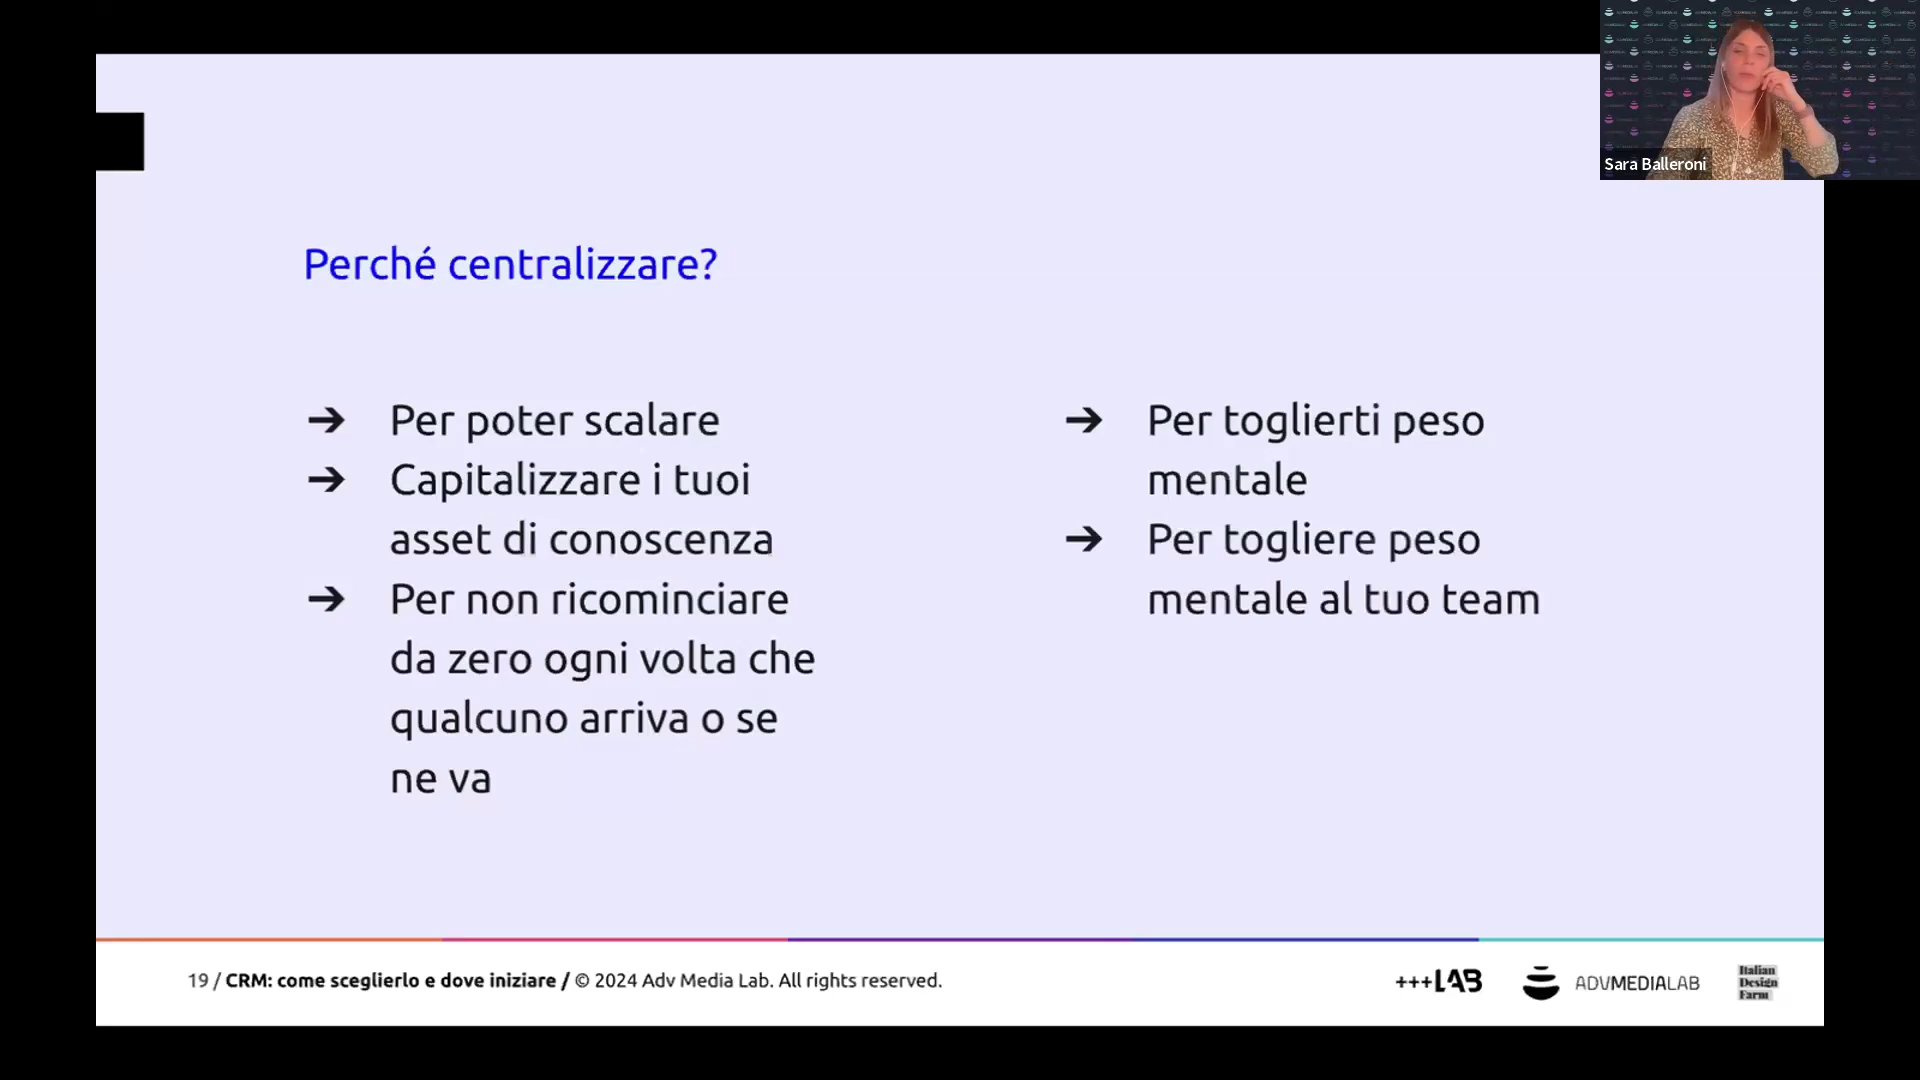 Sara Balleroni
Perché centralizzare?
➔ Per poter scalare
➔ Capitalizzare i tuoi
asset di conoscenza
➔ Per non ricominciare
da zero ogni volta che
qualcuno arriva o se
ne va
➔ Per toglierti peso
mentale
➔ Per togliere peso
mentale al tuo team
19 / CRM: come sceglierlo e dove iniziare / © 2024 Adv Media Lab. All rights reserved.
+++LAB
ADVMEDIALAB
Italian
Design
Farm